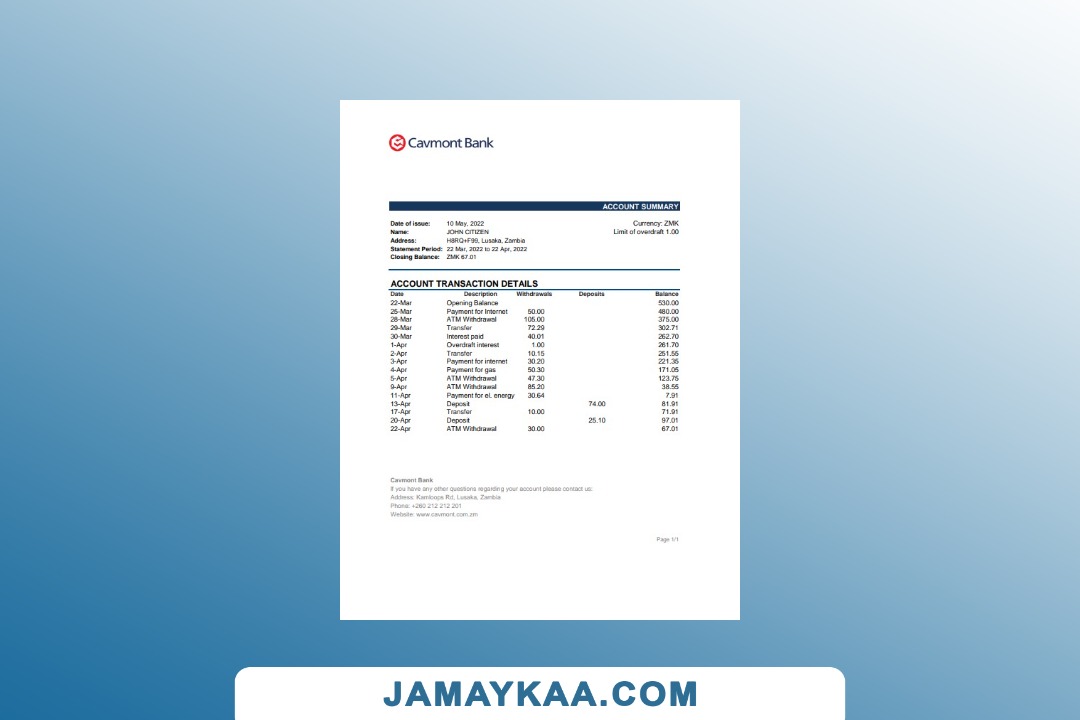 Cavmont Bank
ACCOUNT SUMMARY
Date of issue: 10 May, 2022 Currency: ZMK
Name: JOHN CITIZEN Limit of overdraft 1.00
Address: H8RQ+F99, Lusaka, Zambia
Statement Period: 22 Mar, 2022 to 22 Apr, 2022
Closing Balance: ZMK 67.01
ACCOUNT TRANSACTION DETAILS
Date Description Withdrawals Deposits Balance
22-Mar Opening Balance 530.00
25-Mar Payment for Internet 50.00 480.00
28-Mar ATM Withdrawal 105.00 375.00
29-Mar Transfer 72.29 302.71
30-Mar Interest paid 40.01 262.70
1-Apr Overdraft interest 1.00 261.70
2-Apr Transfer 10.15 251.55
3-Apr Payment for internet 30.20 221.35
4-Apr Payment for gas 50.30 171.05
5-Apr ATM Withdrawal 47.30 123.75
9-Apr ATM Withdrawal 85.20 38.55
11-Apr Payment for el. energy 30.64 7.91
13-Apr Deposit 74.00 81.91
17-Apr Transfer 10.00 71.91
20-Apr Deposit 25.10 97.01
22-Apr ATM Withdrawal 30.00 67.01
Cavmont Bank
If you have any other questions regarding your account please contact us:
Address: Kamloops Rd, Lusaka, Zambia
Phone: +260 212 212 201
Website: www.cavmont.com.zm
Page 1/1
JAMAYKAA.COM